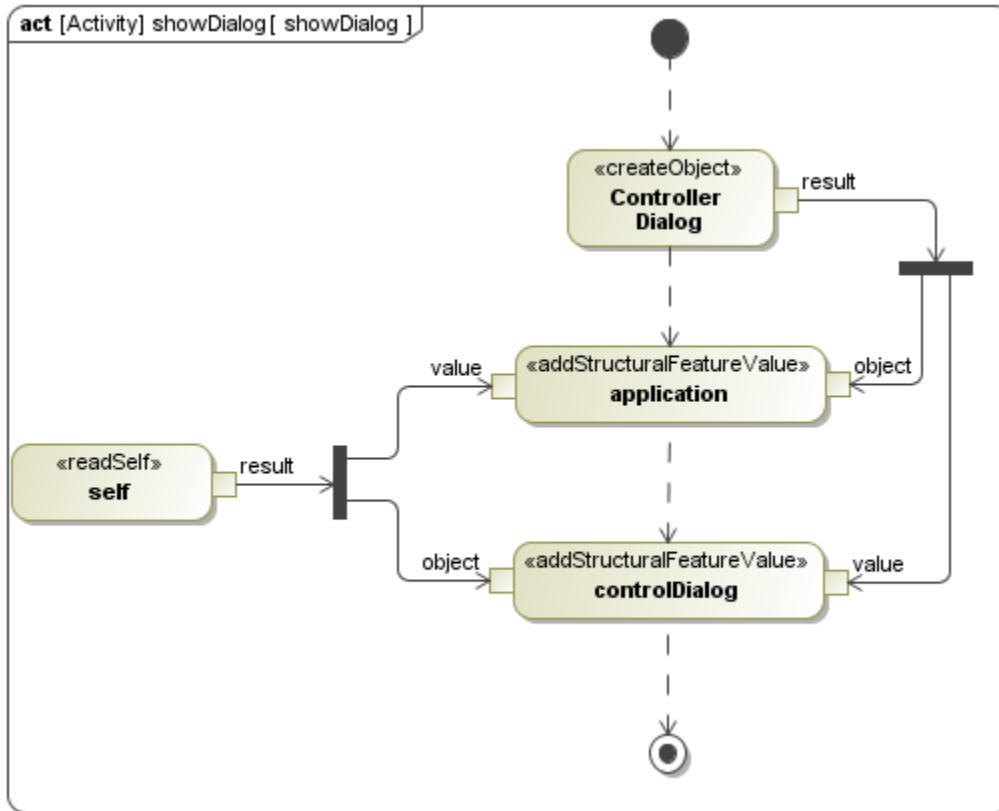 act [Activity] showDialog[ showDialog ]
«createObject»
Controller
Dialog
result
«addStructuralFeatureValue»
application
value
object
«readSelf»
self
result
«addStructuralFeatureValue»
controlDialog
object
value